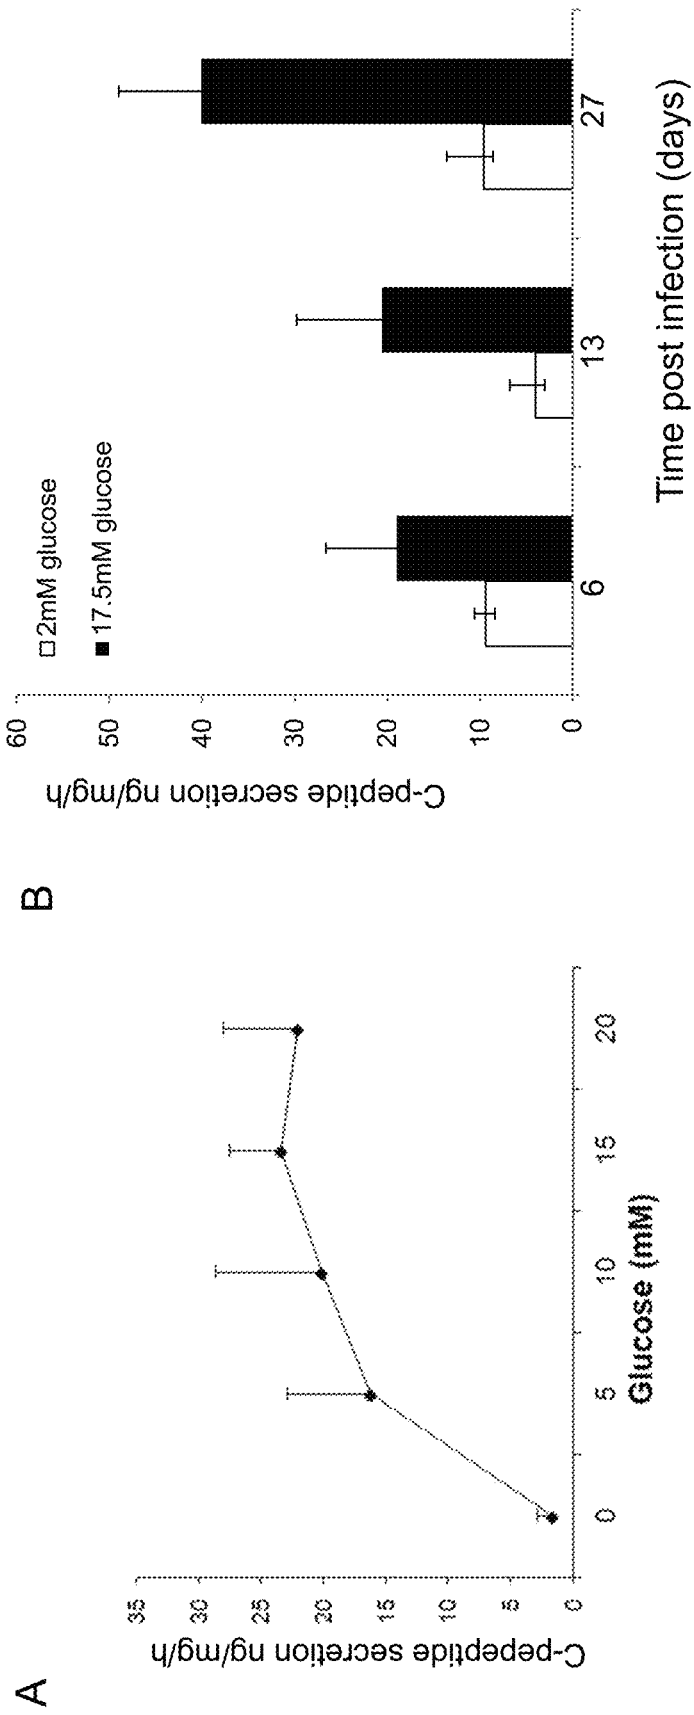 A
C-pepeptide secretion ng/mg/h
35
30
25
20
15
10
5
0
0
5
10
15
20
Glucose (mM)
B
C-peptide secretion ng/mg/h
60
50
40
30
20
10
0
2mM glucose
17.5mM glucose
6
13
27
Time post infection (days)